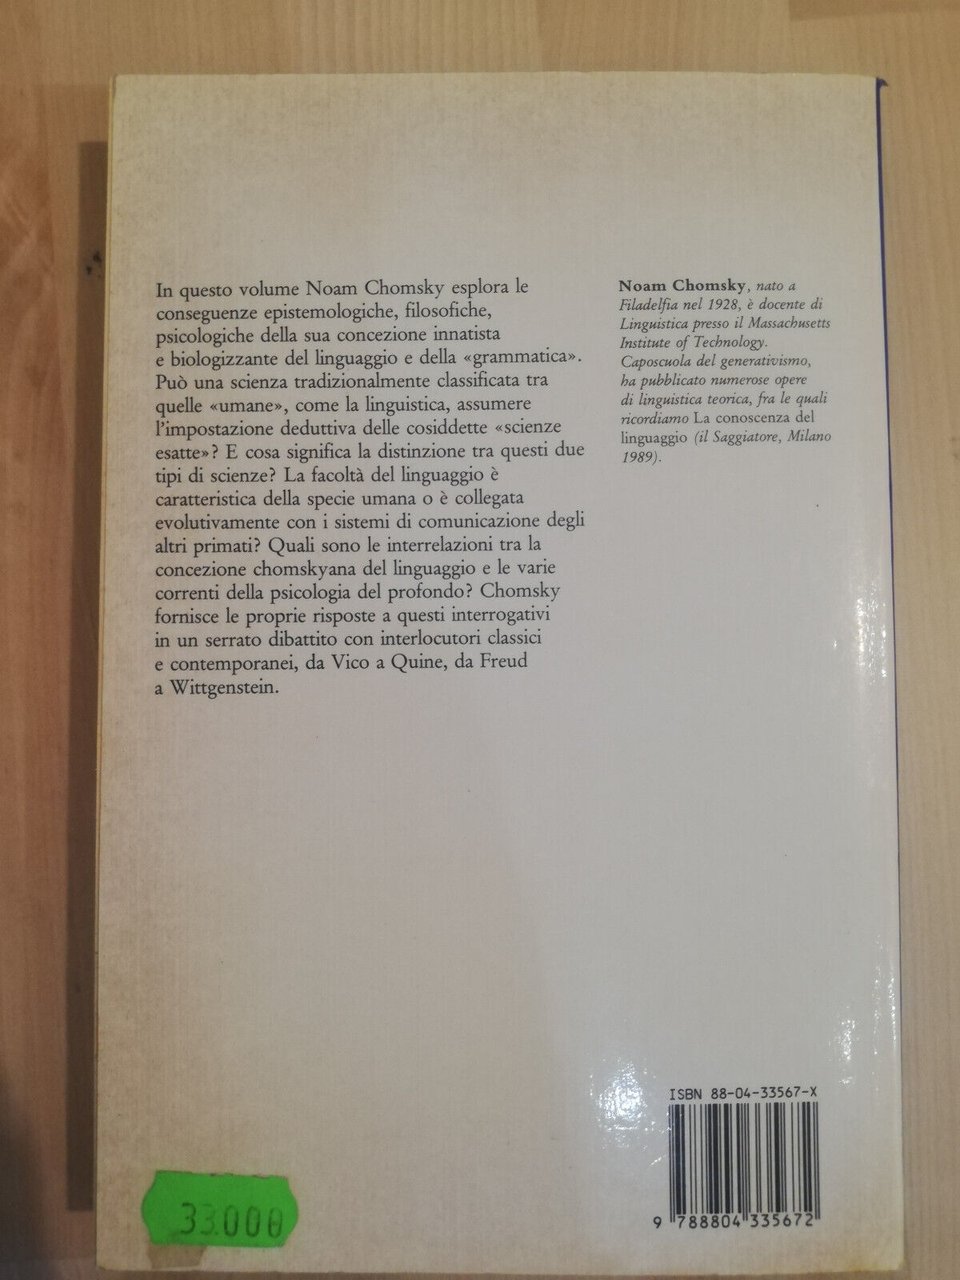 In questo volume Noam Chomsky esplora le
conseguenze epistemologiche, filosofiche,
psicologiche della sua concezione innatista
e biologizzante del linguaggio e della «grammatica».
Può una scienza tradizionalmente classificata tra
quelle «umane», come la linguistica, assumere
l'impostazione deduttiva delle cosiddette «scienze
esatte»? E cosa significa la distinzione tra questi due
tipi di scienze? La facoltà del linguaggio è
caratteristica della specie umana o è collegata
evolutivamente con i sistemi di comunicazione degli
altri primati? Quali sono le interrelazioni tra la
concezione chomskyana del linguaggio e le varie
correnti della psicologia del profondo? Chomsky
fornisce le proprie risposte a questi interrogativi
in un serrato dibattito con interlocutori classici
e contemporanei, da Vico a Quine, da Freud
a Wittgenstein.
Noam Chomsky, nato a
Filadelfia nel 1928, è docente di
Linguistica presso il Massachusetts
Institute of Technology.
Caposcuola del generativismo,
ha pubblicato numerose opere
di linguistica teorica, fra le quali
ricordiamo La conoscenza del
linguaggio (il Saggiatore, Milano
1989).
ISBN 88-04-33567-X
9 788804 335672
33.000